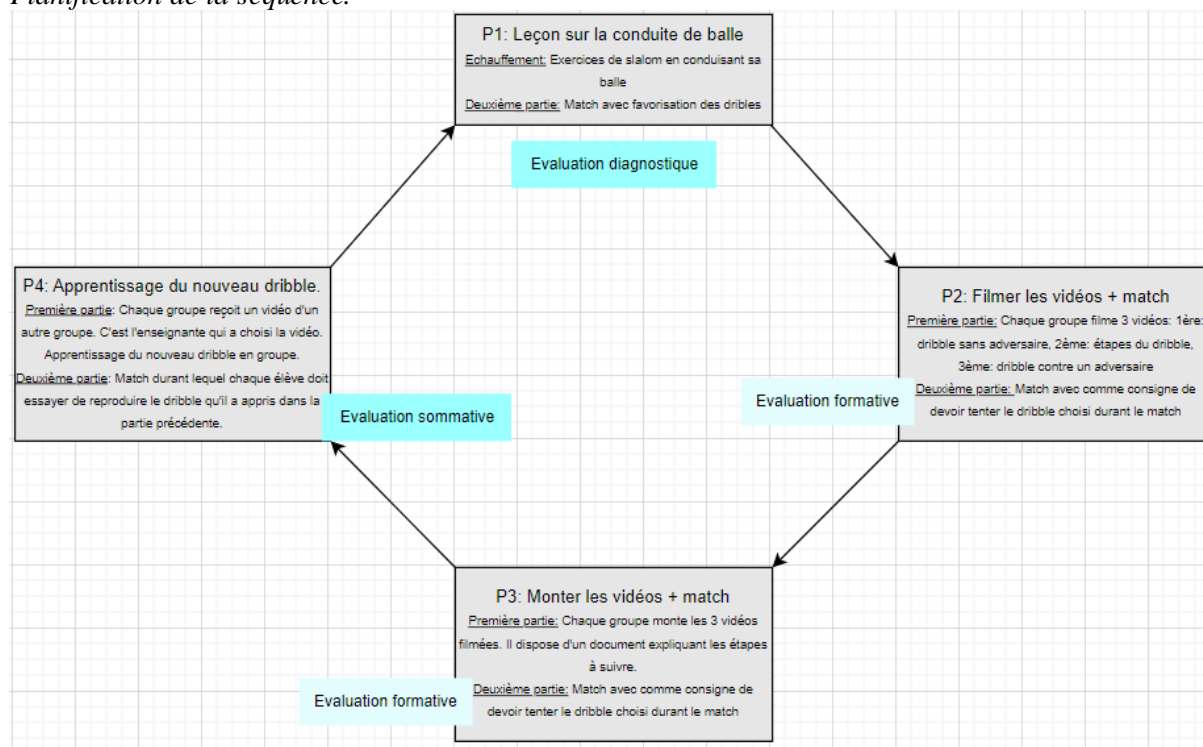 Planification de la séquence.
P1: Leçon sur la conduite de balle
Echauffement: Exercices de slalom en conduisant sa
balle
Deuxième partie: Match avec favorisation des dribles
Evaluation diagnostique
P2: Filmer les vidéos + match
Première partie: Chaque groupe filme 3 vidéos: 1ère:
dribble sans adversaire, 2ème: étapes du dribble,
3ème: dribble contre un adversaire
Deuxième partie: Match avec comme consigne de
devoir tenter le dribble choisi durant le match
Evaluation formative
P3: Monter les vidéos + match
Première partie: Chaque groupe monte les 3 vidéos
filmées. Il dispose d'un document expliquant les étapes
à suivre.
Deuxième partie: Match avec comme consigne de
devoir tenter le dribble choisi durant le match
Evaluation formative
P4: Apprentissage du nouveau dribble.
Première partie: Chaque groupe reçoit un vidéo d'un
autre groupe. C'est l'enseignante qui a choisi la vidéo.
Apprentissage du nouveau dribble en groupe.
Deuxième partie: Match durant lequel chaque élève doit
essayer de reproduire le dribble qu'il a appris dans la
partie précédente.
Evaluation sommative